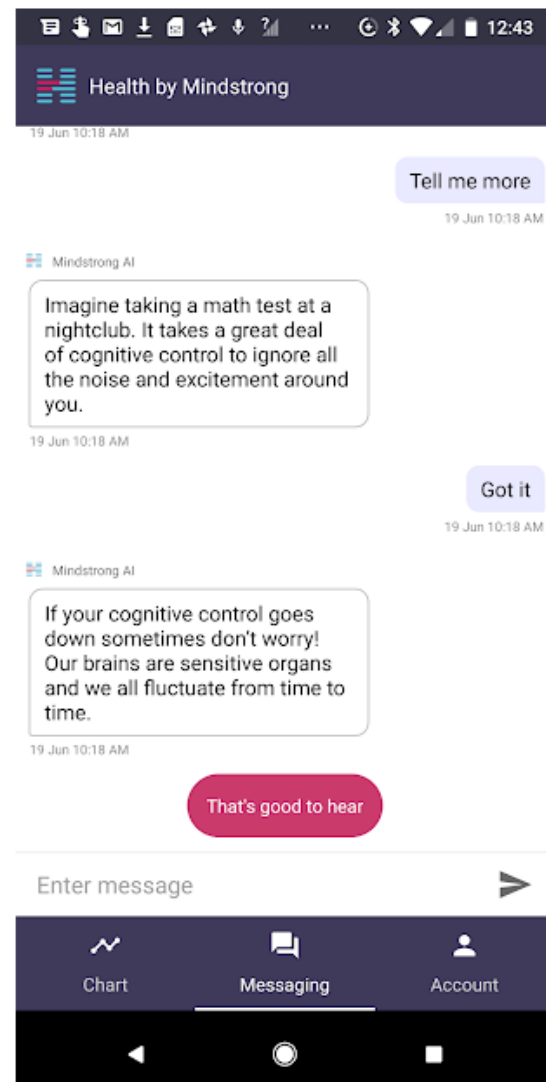 12:43
Health by Mindstrong
19 Jun 10:18 AM
Tell me more
19 Jun 10:18 AM
Mindstrong AI
Imagine taking a math test at a
nightclub. It takes a great deal
of cognitive control to ignore all
the noise and excitement around
you.
19 Jun 10:18 AM
Got it
19 Jun 10:18 AM
Mindstrong AI
If your cognitive control goes
down sometimes don't worry!
Our brains are sensitive organs
and we all fluctuate from time to
time.
19 Jun 10:18 AM
That's good to hear
Enter message
Chart Messaging Account